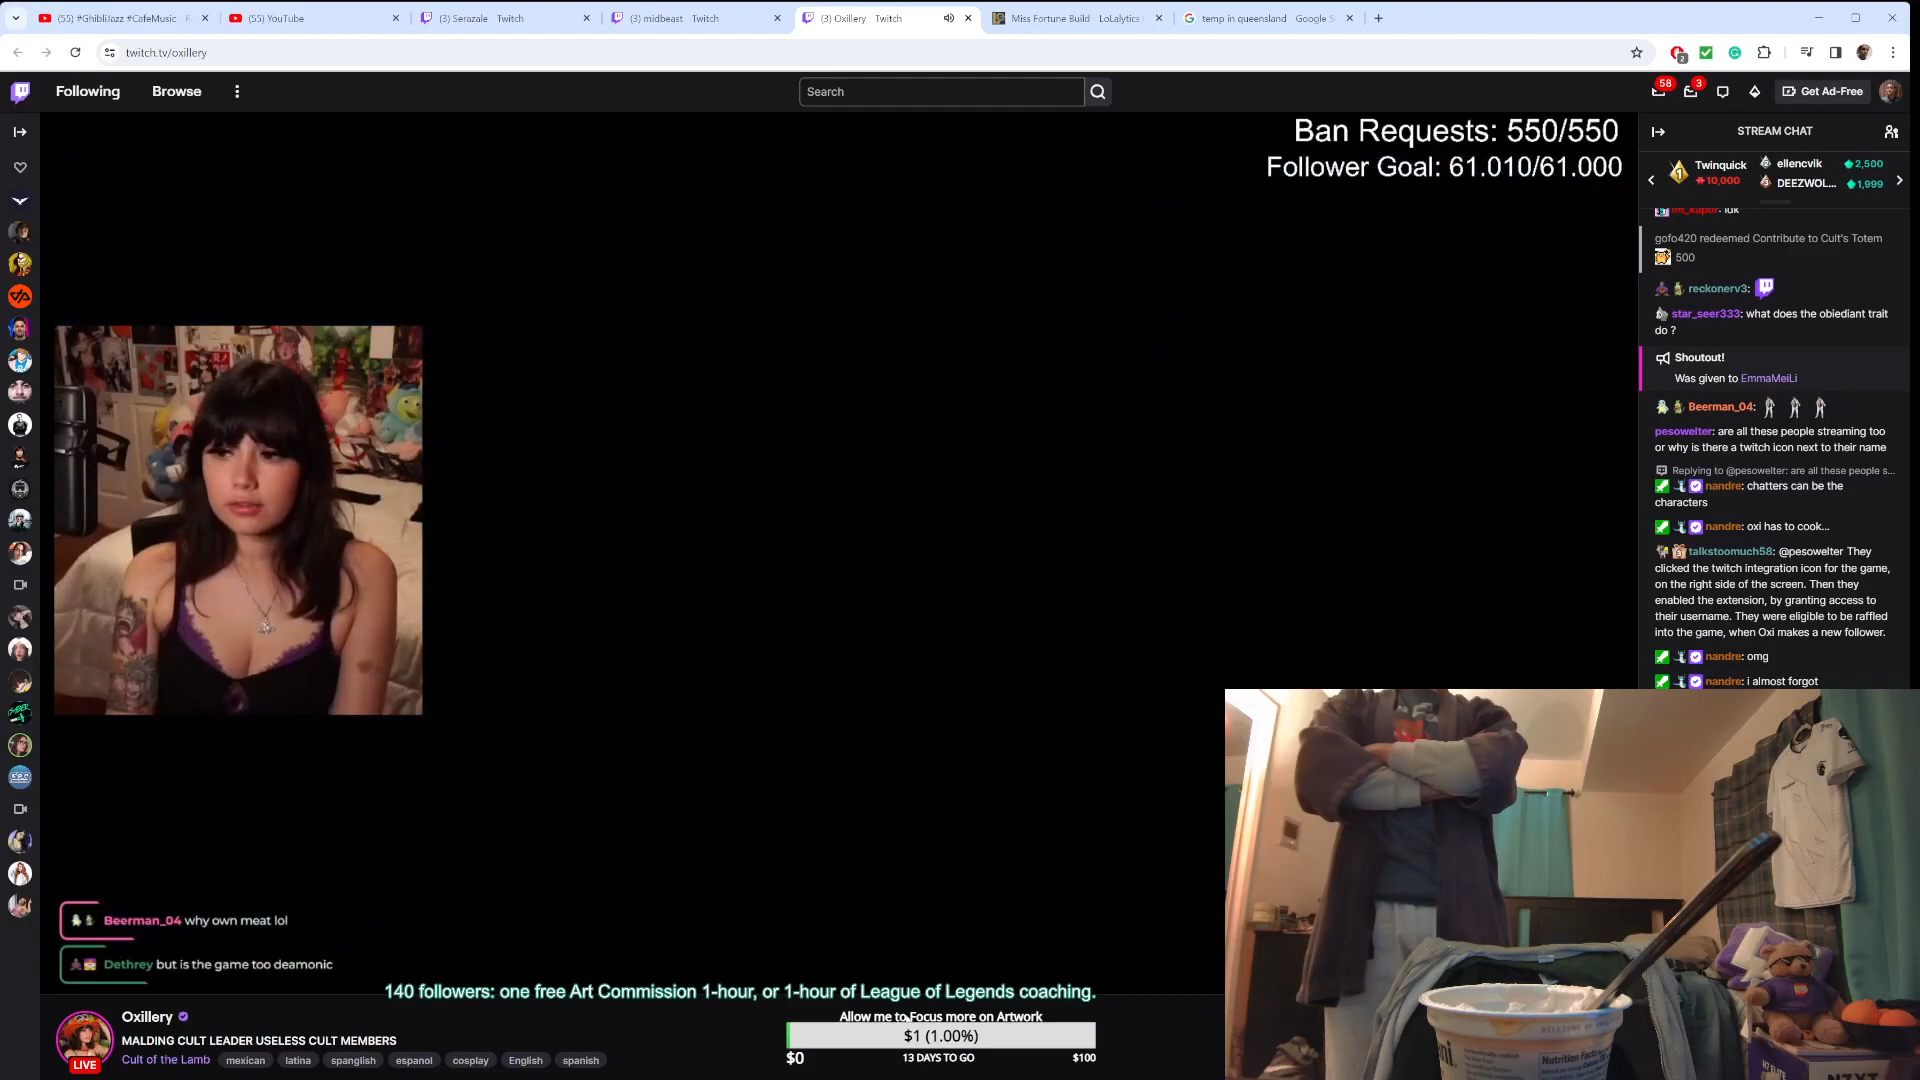 (55) #GhibliJazz #CafeMusic
(55) YouTube
(3) Serazale Twitch
(3) midbeast Twitch
(3) Oxillery Twitch
Miss Fortune Build - LoLalytics
temp in queensland - Google S
twitch.tv/oxillery
2
Following
Browse
Search
58
3
Get Ad-Free
Ban Requests: 550/550
Follower Goal: 61.010/61.000
STREAM CHAT
1
Twinquick
10,000
2
ellencvik
2,500
3
DEEZWOL...
1,999
gofo420 redeemed Contribute to Cult's Totem
500
reckonerv3:
star_seer333: what does the obiediant trait
do ?
Shoutout!
Was given to EmmaMeiLi
Beerman_04:
pesowelter: are all these people streaming too
or why is there a twitch icon next to their name
Replying to @pesowelter: are all these people s...
nandre: chatters can be the
characters
nandre: oxi has to cook...
talkstoomuch58: @pesowelter They
clicked the twitch integration icon for the game,
on the right side of the screen. Then they
enabled the extension, by granting access to
their username. They were eligible to be raffled
into the game, when Oxi makes a new follower.
nandre: omg
nandre: i almost forgot
Beerman_04 why own meat lol
Dethrey but is the game too deamonic
140 followers: one free Art Commission 1-hour, or 1-hour of League of Legends coaching.
Oxillery
MALDING CULT LEADER USELESS CULT MEMBERS
Cult of the Lamb
mexican
latina
spanglish
espanol
cosplay
English
spanish
LIVE
Allow me to Focus more on Artwork
$1 (1.00%)
$0
13 DAYS TO GO
$100
Nutrition Facts